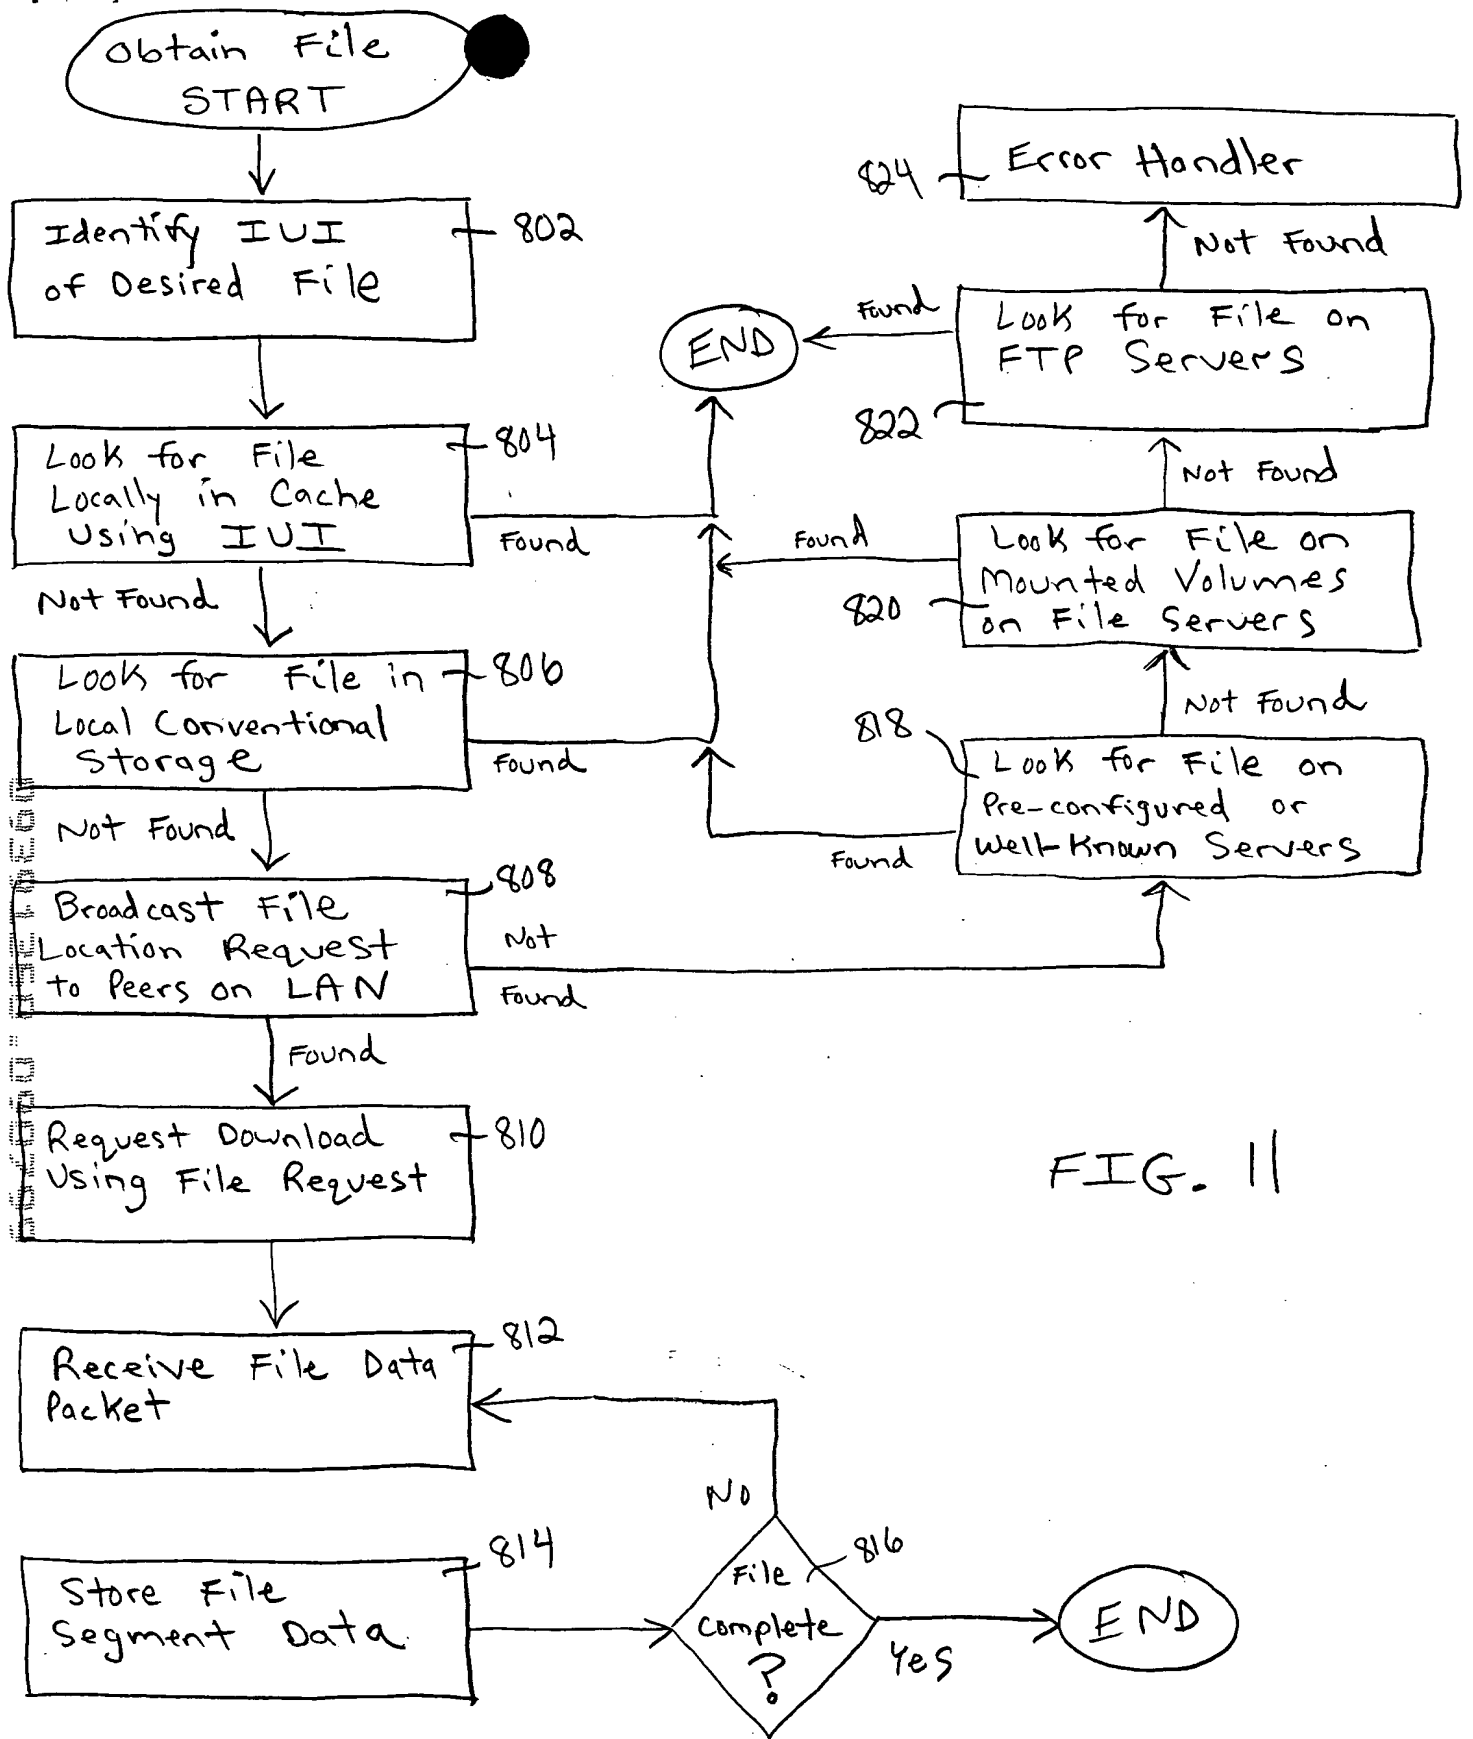 Obtain File
START
Identify IUI
of Desired File
802
Look for File
Locally in Cache
Using IUI
804
Found
Not Found
Look for File in
Local Conventional
Storage
806
Found
Not Found
Broadcast File
Location Request
to Peers on LAN
808
Not
Found
Found
Request Download
Using File Request
810
Receive File Data
Packet
812
Store File
Segment Data
814
No
File
Complete
?
816
Yes
END
END
Error Handler
824
Not Found
Found
Look for File on
FTP Servers
822
Not Found
Found
Look for File on
Mounted Volumes
on File Servers
820
Not Found
818
Look for File on
Pre-configured or
Well-Known Servers
Found
FIG. 11